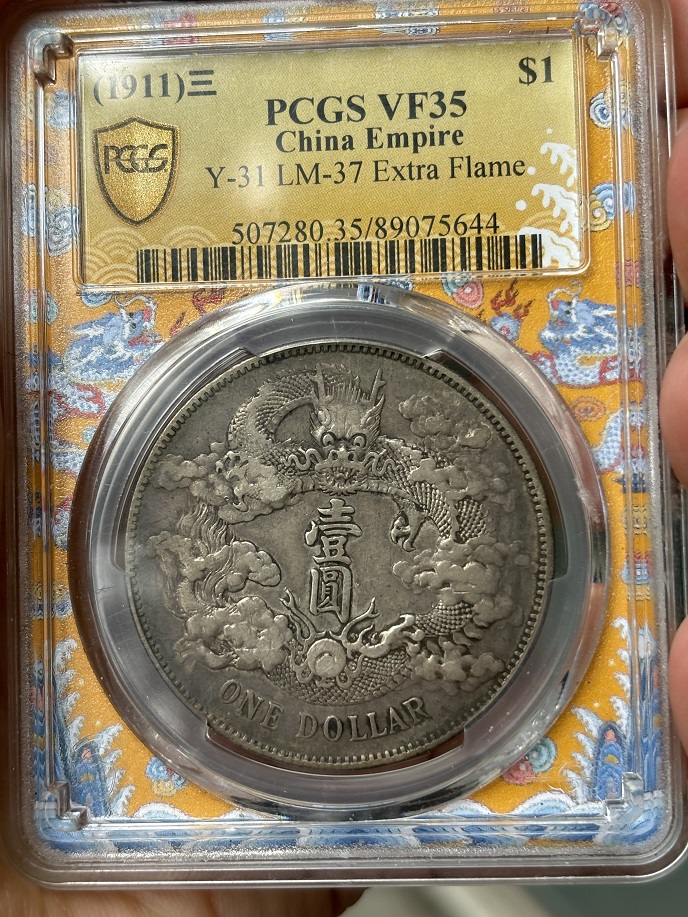 (1911)三
$1
PCGS VF35
China Empire
PCGS
Y-31 LM-37 Extra Flame
507280.35/89075644
壹
圓
ONE DOLLAR